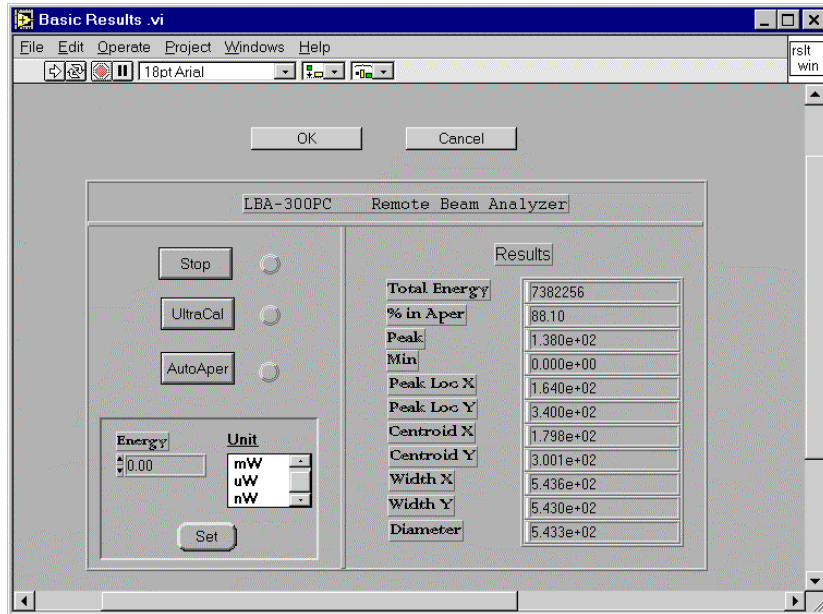 Basic Results .vi
File Edit Operate Project Windows Help
rslt
win
18pt Arial
OK Cancel
LBA-300PC Remote Beam Analyzer
Stop
UltraCal
AutoAper
Energy
0.00
Unit
mW
uW
nW
Set
Results
Total Energy 7382256
% in Aper 88.10
Peak 1.380e+02
Min 0.000e+00
Peak Loc X 1.640e+02
Peak Loc Y 3.400e+02
Centroid X 1.798e+02
Centroid Y 3.001e+02
Width X 5.436e+02
Width Y 5.430e+02
Diameter 5.433e+02